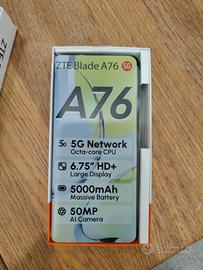 ZTE Blade A76 5G
A76
5G 5G Network
Octa-core CPU
6.75" HD+
Large Display
5000mAh
Massive Battery
50MP
AI Camera